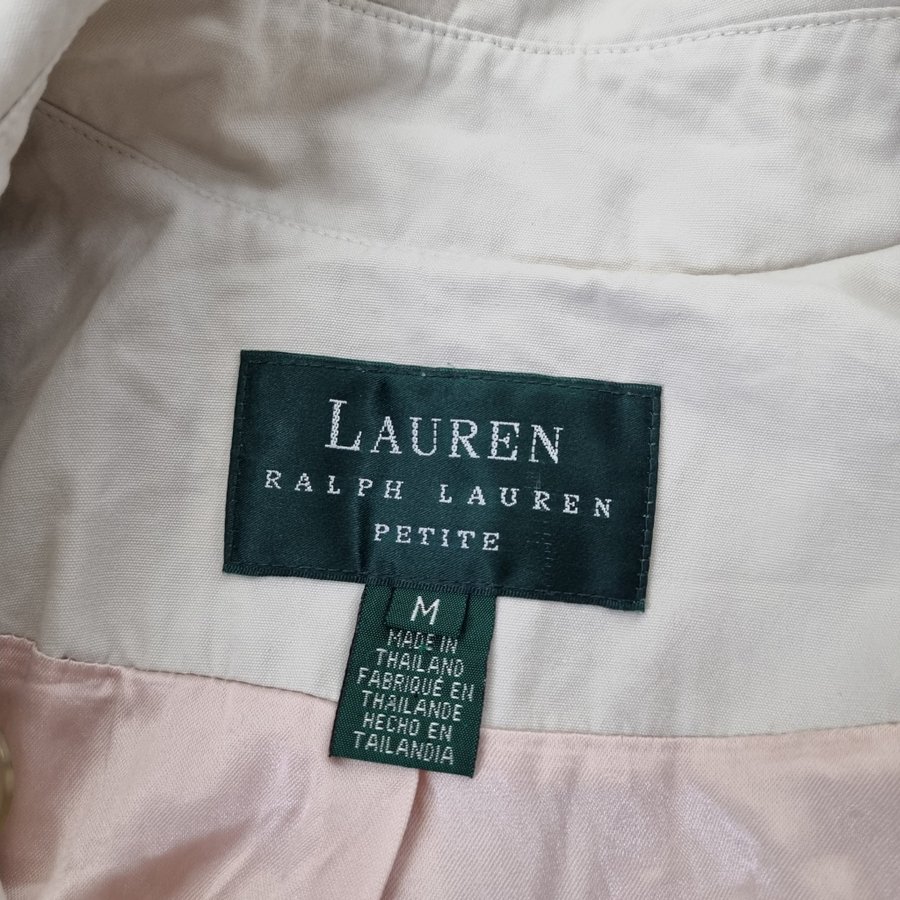 LAUREN
RALPH LAUREN
PETITE
M
MADE IN
THAILAND
FABRIQUÉ EN
THAILANDE
HECHO EN
TAILANDIA